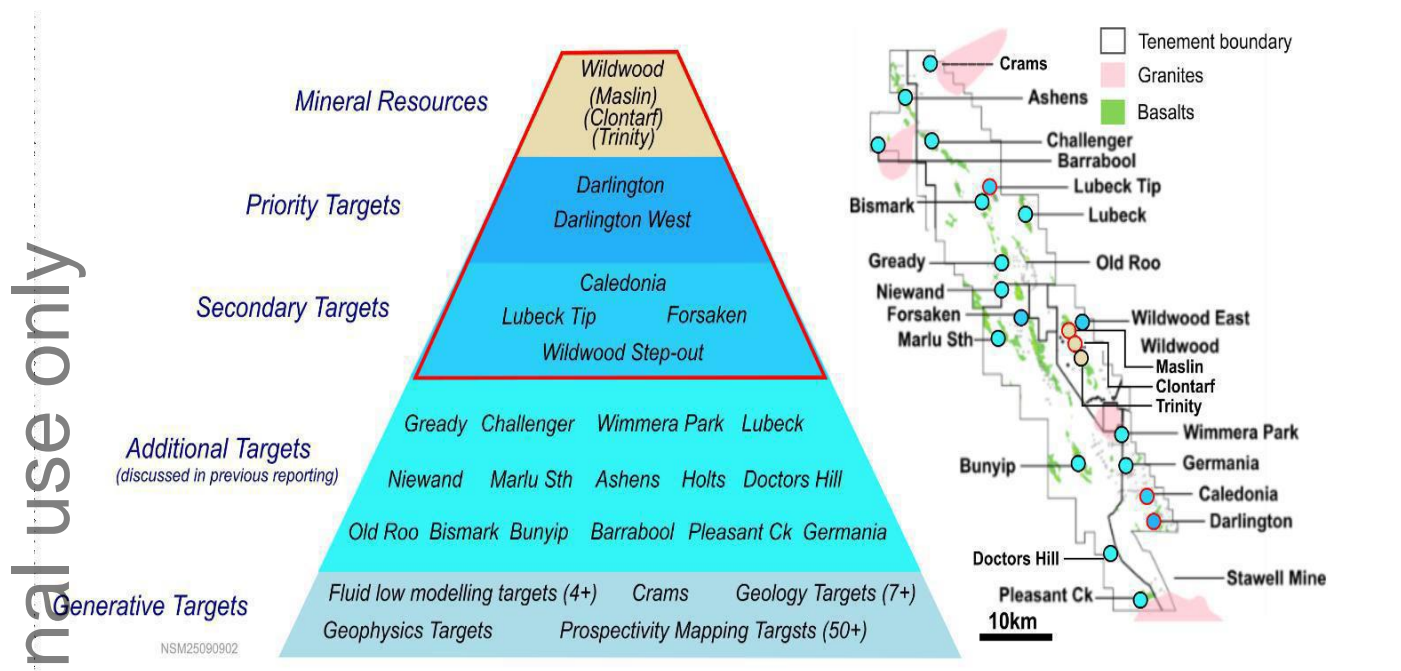 Mineral Resources
Wildwood
(Maslin)
(Clontarf)
(Trinity)
Priority Targets
Darlington
Darlington West
Secondary Targets
Caledonia
Lubeck Tip Forsaken
Wildwood Step-out
Additional Targets
(discussed in previous reporting)
Gready Challenger Wimmera Park Lubeck
Niewand Marlu Sth Ashens Holts Doctors Hill
Old Roo Bismark Bunyip Barrabool Pleasant Ck Germania
Generative Targets
Fluid low modelling targets (4+) Crams Geology Targets (7+)
Geophysics Targets Prospectivity Mapping Targsts (50+)
NSM25090902
nal use only
Tenement boundary
Granites
Basalts
Crams
Ashens
Challenger
Barrabool
Lubeck Tip
Bismark
Lubeck
Gready
Old Roo
Niewand
Forsaken
Wildwood East
Marlu Sth
Wildwood
Maslin
Clontarf
Trinity
Wimmera Park
Bunyip
Germania
Caledonia
Darlington
Doctors Hill
Stawell Mine
Pleasant Ck
10km